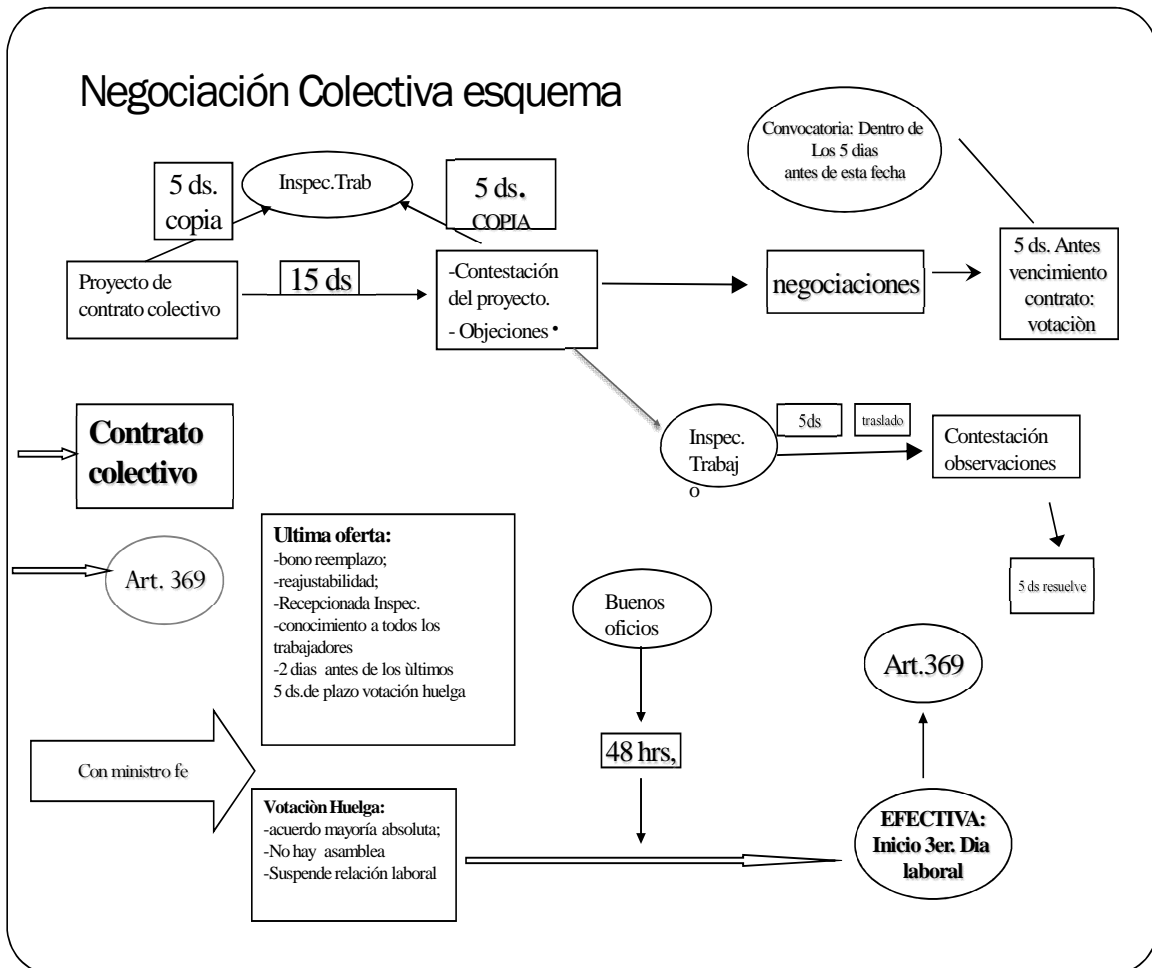 Negociación Colectiva esquema
Convocatoria: Dentro de
Los 5 dias
antes de esta fecha
5 ds.
copia
Inspec.Trab
5 ds.
COPIA
Proyecto de
contrato colectivo
15 ds
-Contestación
del proyecto.
- Objeciones •
negociaciones
5 ds. Antes
vencimiento
contrato:
votaciòn
Contrato
colectivo
Inspec.
Trabaj
o
5ds
traslado
Contestación
observaciones
Art. 369
Ultima oferta:
-bono reemplazo;
-reajustabilidad;
-Recepcionada Inspec.
-conocimiento a todos los
trabajadores
-2 dias antes de los ùltimos
5 ds.de plazo votación huelga
Buenos
oficios
5 ds resuelve
Art.369
48 hrs,
Con ministro fe
Votaciòn Huelga:
-acuerdo mayoría absoluta;
-No hay asamblea
-Suspende relación laboral
EFECTIVA:
Inicio 3er. Dia
laboral